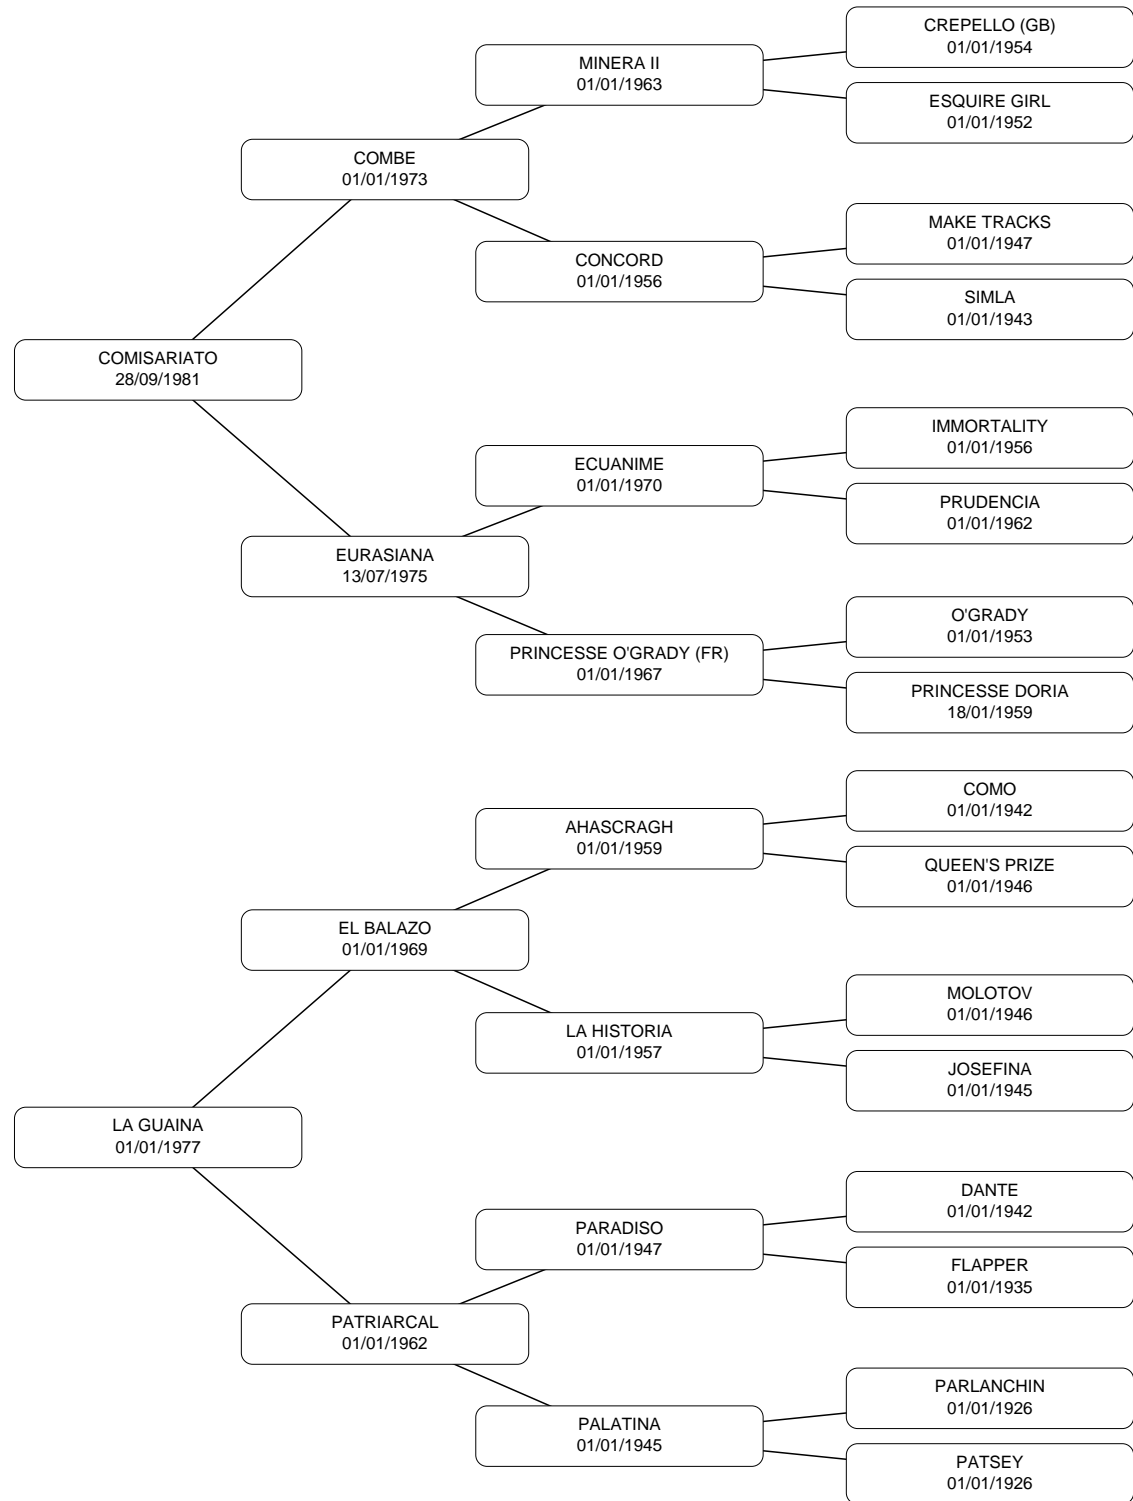 CREPELLO (GB)
01/01/1954
MINERA II
01/01/1963
ESQUIRE GIRL
01/01/1952
COMBE
01/01/1973
MAKE TRACKS
01/01/1947
CONCORD
01/01/1956
SIMLA
01/01/1943
COMISARIATO
28/09/1981
IMMORTALITY
01/01/1956
ECUANIME
01/01/1970
PRUDENCIA
01/01/1962
EURASIANA
13/07/1975
O'GRADY
01/01/1953
PRINCESSE O'GRADY (FR)
01/01/1967
PRINCESSE DORIA
18/01/1959
COMO
01/01/1942
AHASCRAGH
01/01/1959
QUEEN'S PRIZE
01/01/1946
EL BALAZO
01/01/1969
MOLOTOV
01/01/1946
LA HISTORIA
01/01/1957
JOSEFINA
01/01/1945
LA GUAINA
01/01/1977
DANTE
01/01/1942
PARADISO
01/01/1947
FLAPPER
01/01/1935
PATRIARCAL
01/01/1962
PARLANCHIN
01/01/1926
PALATINA
01/01/1945
PATSEY
01/01/1926